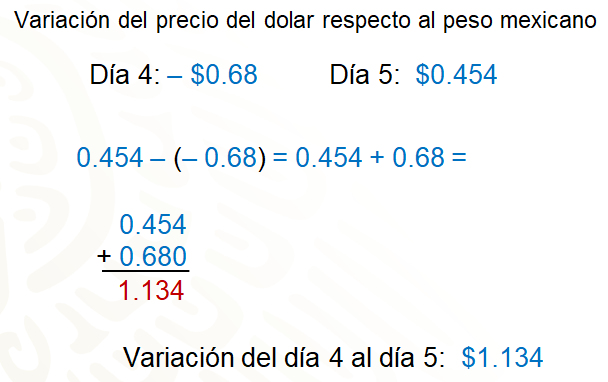 Variación del precio del dolar respecto al peso mexicano
Día 4: – $0.68 Día 5: $0.454
0.454 – (– 0.68) = 0.454 + 0.68 =
0.454
+ 0.680
1.134
Variación del día 4 al día 5: $1.134